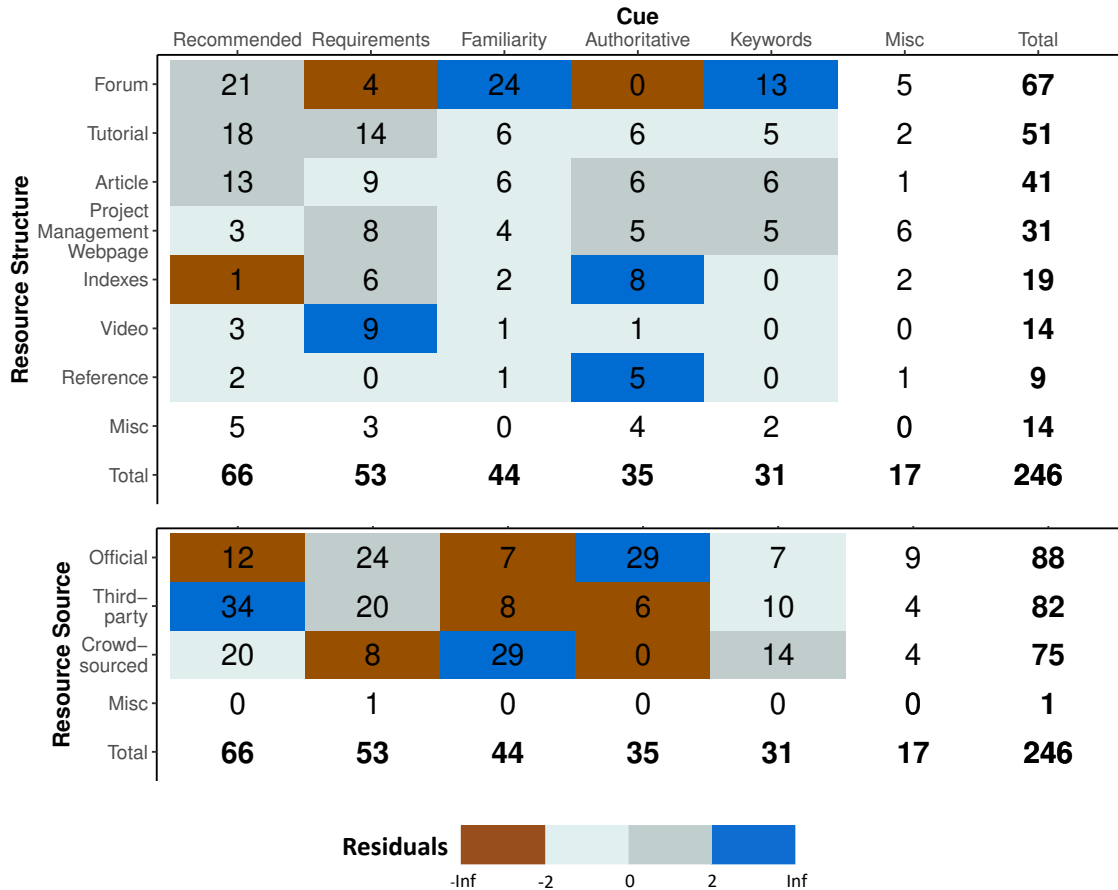 Cue
Recommended Requirements Familiarity Authoritative Keywords Misc Total
Resource Structure
Forum 21 4 24 0 13 5 67
Tutorial 18 14 6 6 5 2 51
Article 13 9 6 6 6 1 41
Project
Management 3 8 4 5 5 6 31
Webpage
Indexes 1 6 2 8 0 2 19
Video 3 9 1 1 0 0 14
Reference 2 0 1 5 0 1 9
Misc 5 3 0 4 2 0 14
Total 66 53 44 35 31 17 246
Resource Source
Official 12 24 7 29 7 9 88
Third−
party 34 20 8 6 10 4 82
Crowd−
sourced 20 8 29 0 14 4 75
Misc 0 1 0 0 0 0 1
Total 66 53 44 35 31 17 246
Residuals
-Inf -2 0 2 Inf